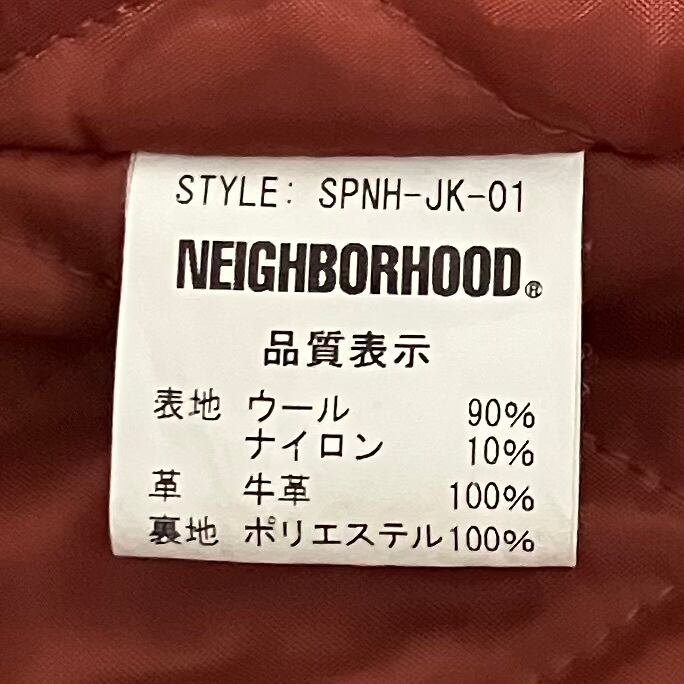 STYLE: SPNH-JK-01
NEIGHBORHOOD®
品質表示
表地 ウール 90%
ナイロン 10%
革 牛革 100%
裏地 ポリエステル100%